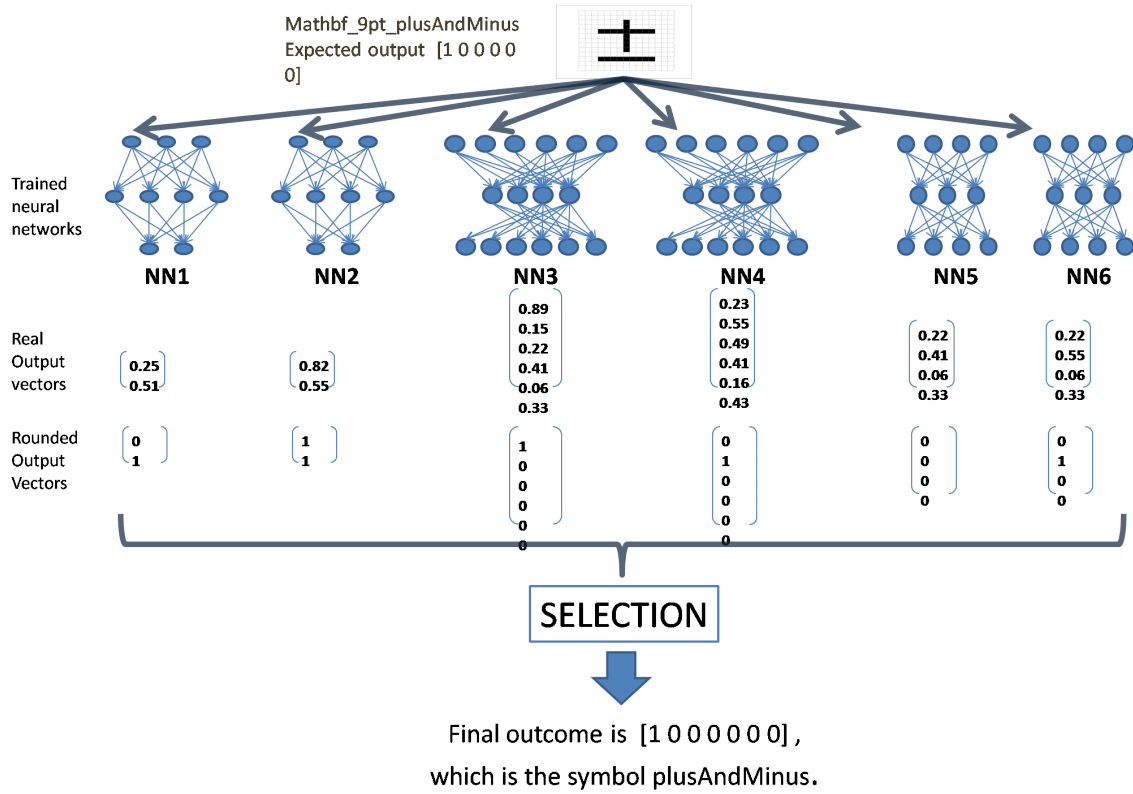 Mathbf_9pt_plusAndMinus
Expected output [1 0 0 0 0
0]
Trained
neural
networks
NN1
NN2
NN3
NN4
NN5
NN6
Real
Output
vectors
0.25
0.51
0.82
0.55
0.89
0.15
0.22
0.41
0.06
0.33
0.23
0.55
0.49
0.41
0.16
0.43
0.22
0.41
0.06
0.33
0.22
0.55
0.06
0.33
Rounded
Output
Vectors
0
1
1
1
1
0
0
0
0
0
0
1
0
0
0
0
0
0
0
0
0
1
0
0
SELECTION
Final outcome is [1 0 0 0 0 0 0] ,
which is the symbol plusAndMinus.